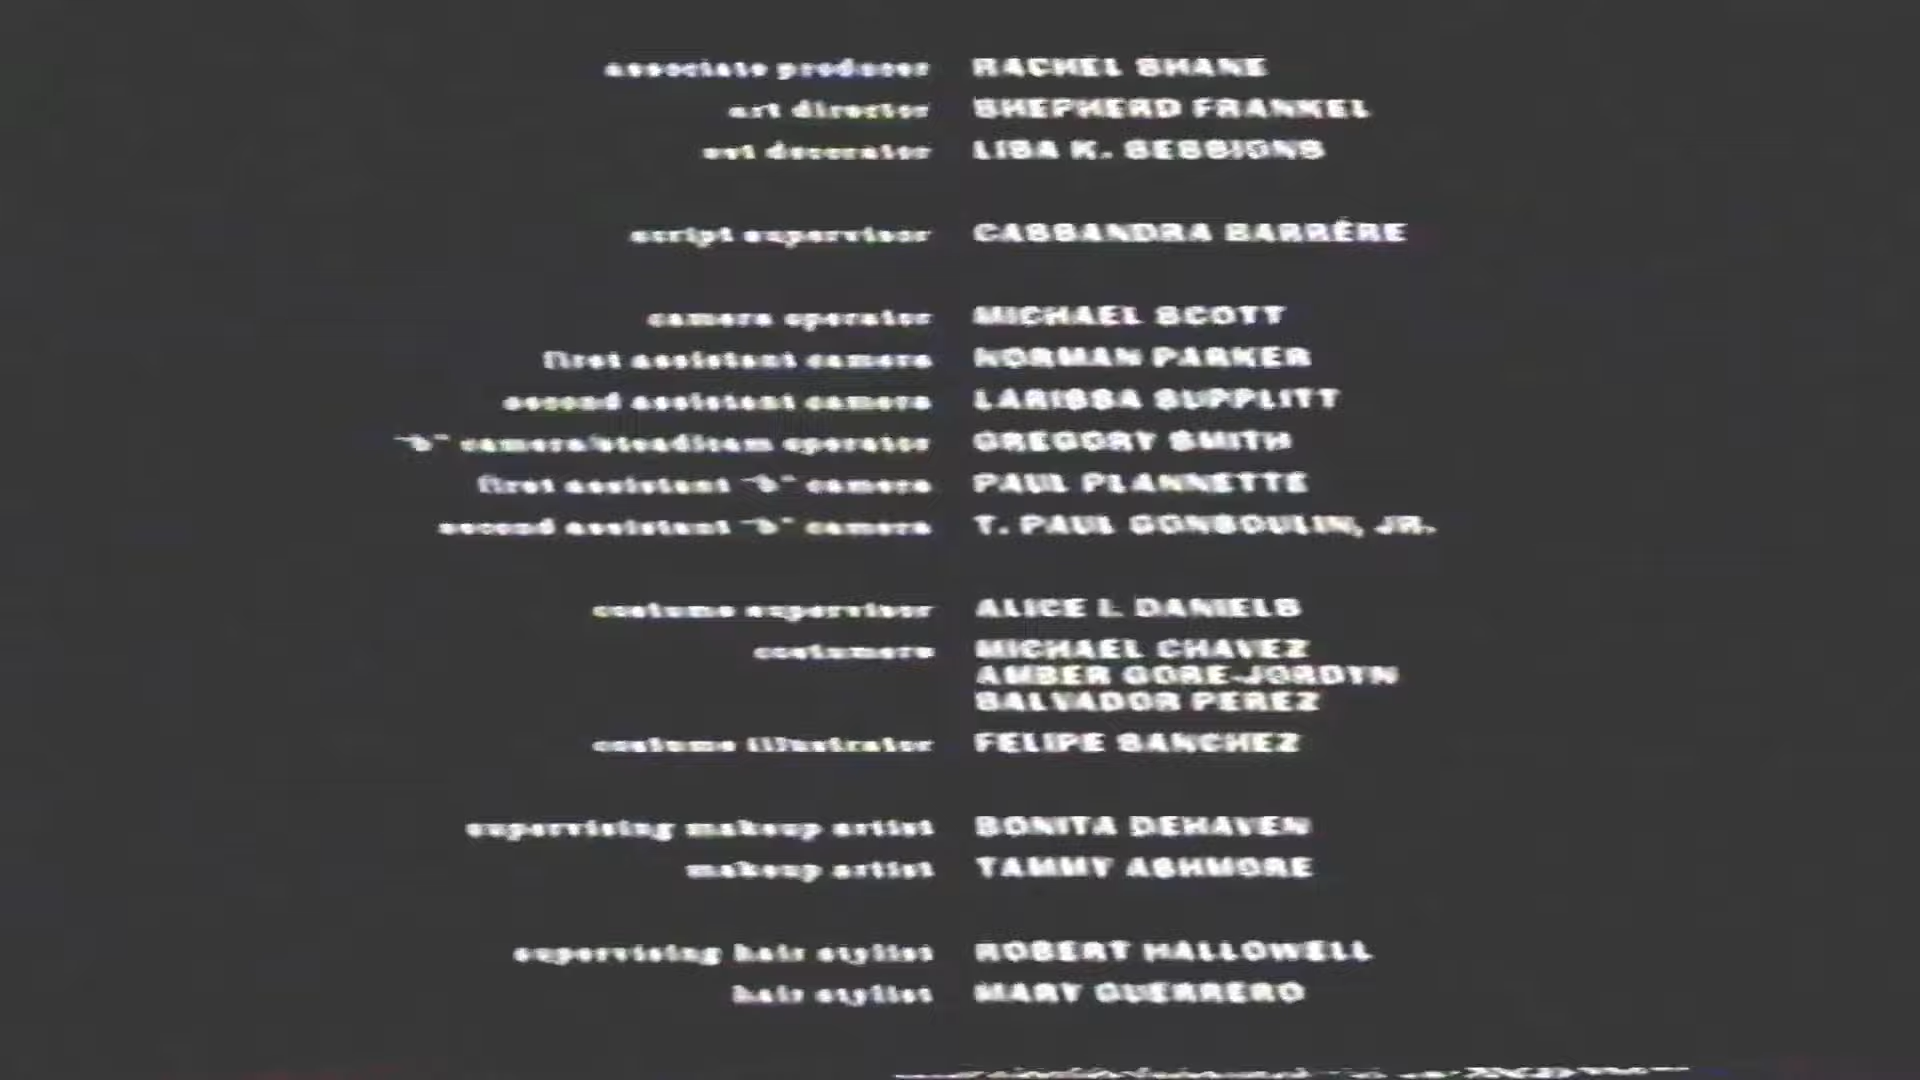 associate producer RACHEL SHANE
art director SHEPHERD FRANKEL
set decorator LISA K. SESSIONS
script supervisor CASSANDRA BARRÈRE
camera operator MICHAEL SCOTT
first assistant camera NORMAN PARKER
second assistant camera LARISSA SUPPLITT
"b" camera/steadicam operator GREGORY SMITH
first assistant "b" camera PAUL PLANNETTE
second assistant "b" camera T. PAUL GONSOULIN, JR.
costume supervisor ALICE L. DANIELS
costumers MICHAEL CHAVEZ
AMBER GORE-JORDYN
SALVADOR PEREZ
costume illustrator FELIPE SANCHEZ
supervising makeup artist BONITA DEHAVEN
makeup artist TAMMY ASHMORE
supervising hair stylist ROBERT HALLOWELL
hair stylist MARY GUERRERO